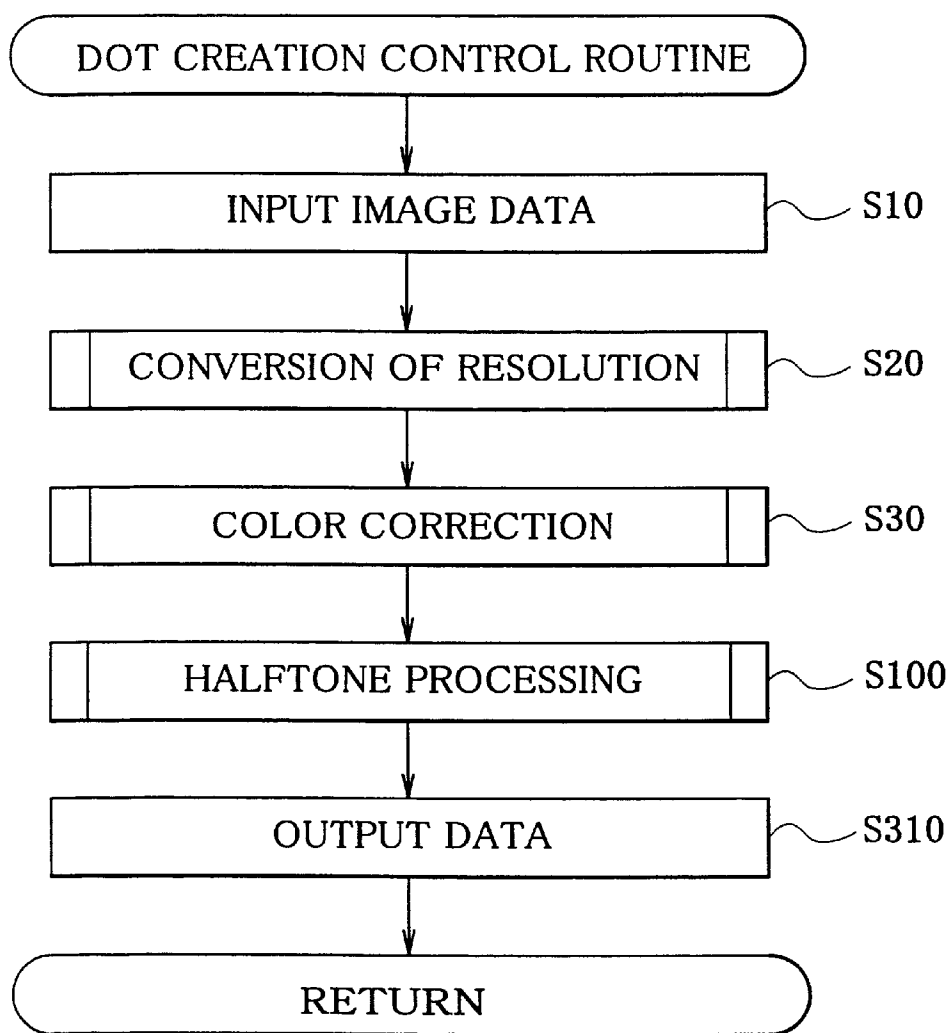 DOT CREATION CONTROL ROUTINE
INPUT IMAGE DATA S10
CONVERSION OF RESOLUTION S20
COLOR CORRECTION S30
HALFTONE PROCESSING S100
OUTPUT DATA S310
RETURN